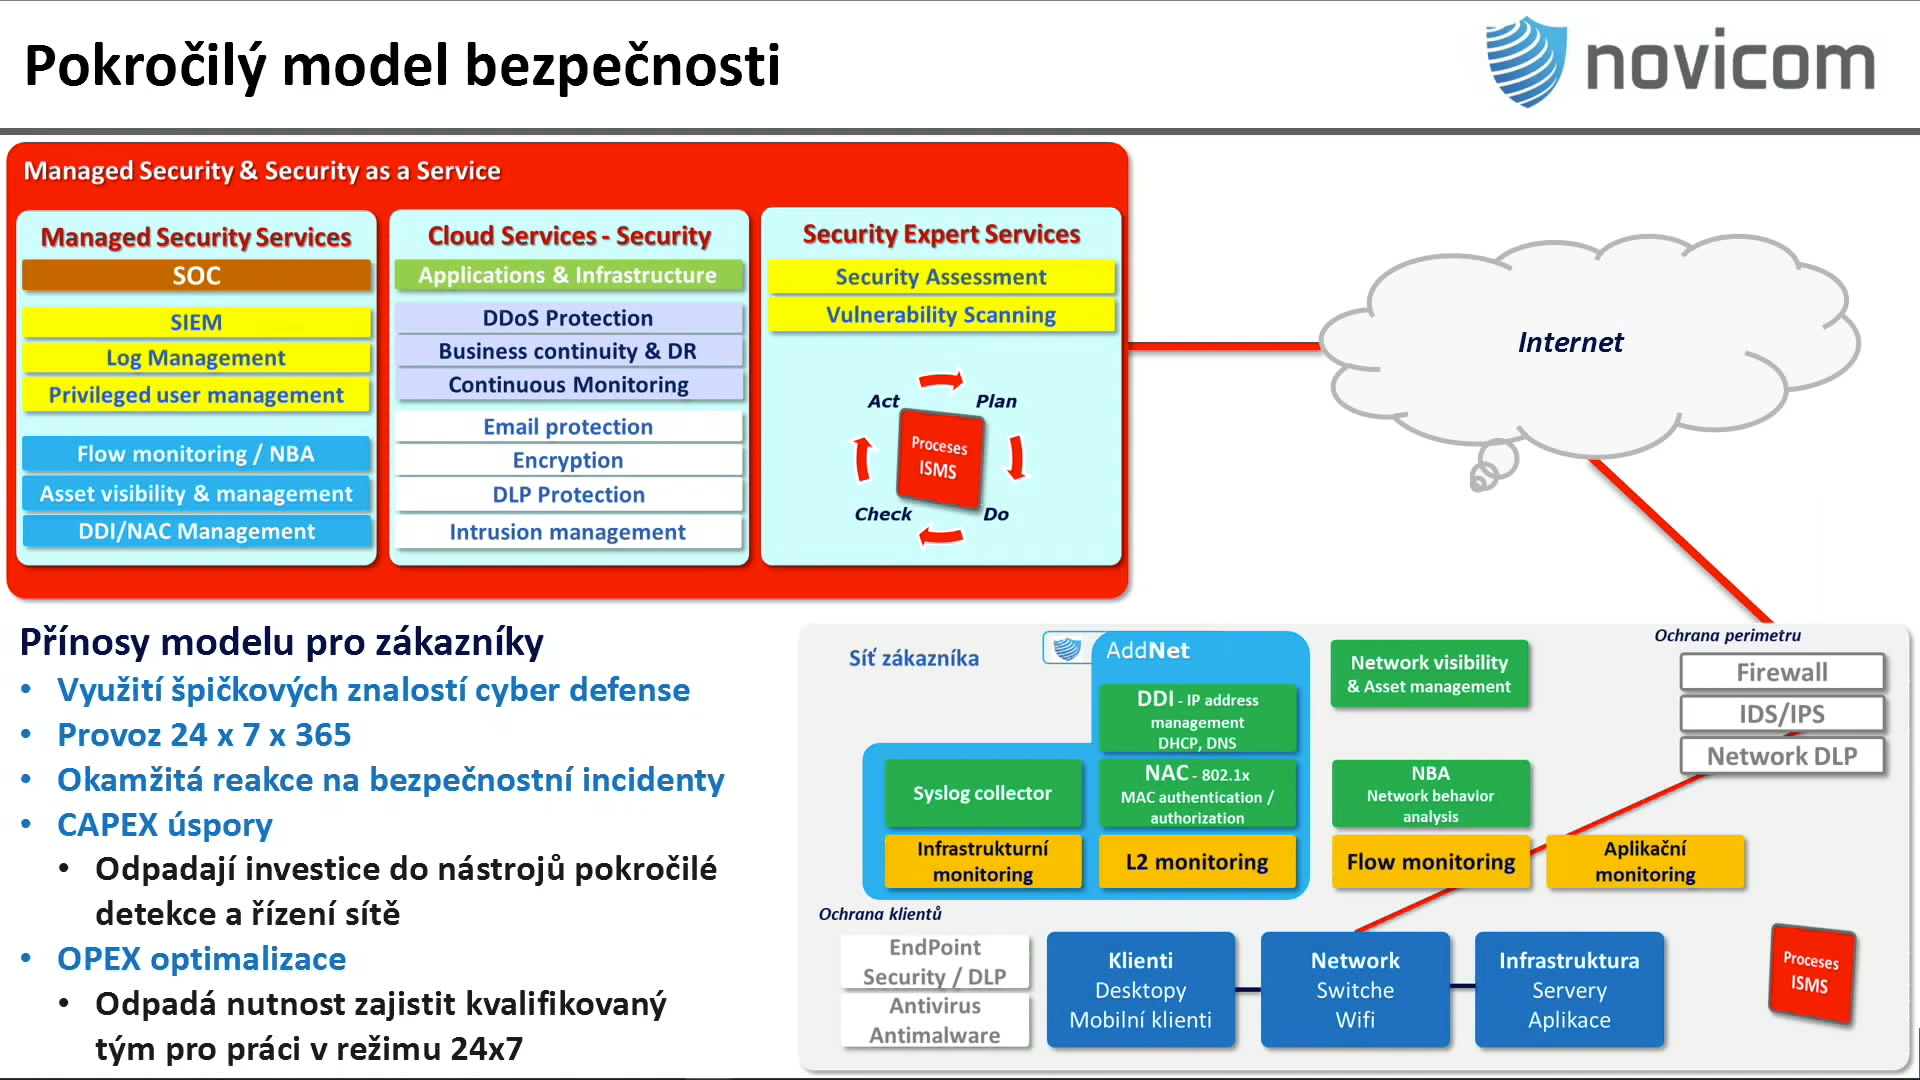 Pokročilý model bezpečnosti
novicom
Managed Security & Security as a Service
Managed Security Services
SOC
SIEM
Log Management
Privileged user management
Flow monitoring / NBA
Asset visibility & management
DDI/NAC Management
Cloud Services - Security
Applications & Infrastructure
DDoS Protection
Business continuity & DR
Continuous Monitoring
Email protection
Encryption
DLP Protection
Intrusion management
Security Expert Services
Security Assessment
Vulnerability Scanning
Act
Plan
Proceses
ISMS
Check
Do
Internet
Přínosy modelu pro zákazníky
• Využití špičkových znalostí cyber defense
• Provoz 24 x 7 x 365
• Okamžitá reakce na bezpečnostní incidenty
• CAPEX úspory
• Odpadají investice do nástrojů pokročilé
detekce a řízení sítě
• OPEX optimalizace
• Odpadá nutnost zajistit kvalifikovaný
tým pro práci v režimu 24x7
Síť zákazníka
AddNet
DDI - IP address
management
DHCP, DNS
Syslog collector
NAC - 802.1x
MAC authentication /
authorization
Infrastrukturní
monitoring
L2 monitoring
Network visibility
& Asset management
NBA
Network behavior
analysis
Flow monitoring
Aplikační
monitoring
Ochrana perimetru
Firewall
IDS/IPS
Network DLP
Ochrana klientů
EndPoint
Security / DLP
Antivirus
Antimalware
Klienti
Desktopy
Mobilní klienti
Network
Switche
Wifi
Infrastruktura
Servery
Aplikace
Proceses
ISMS